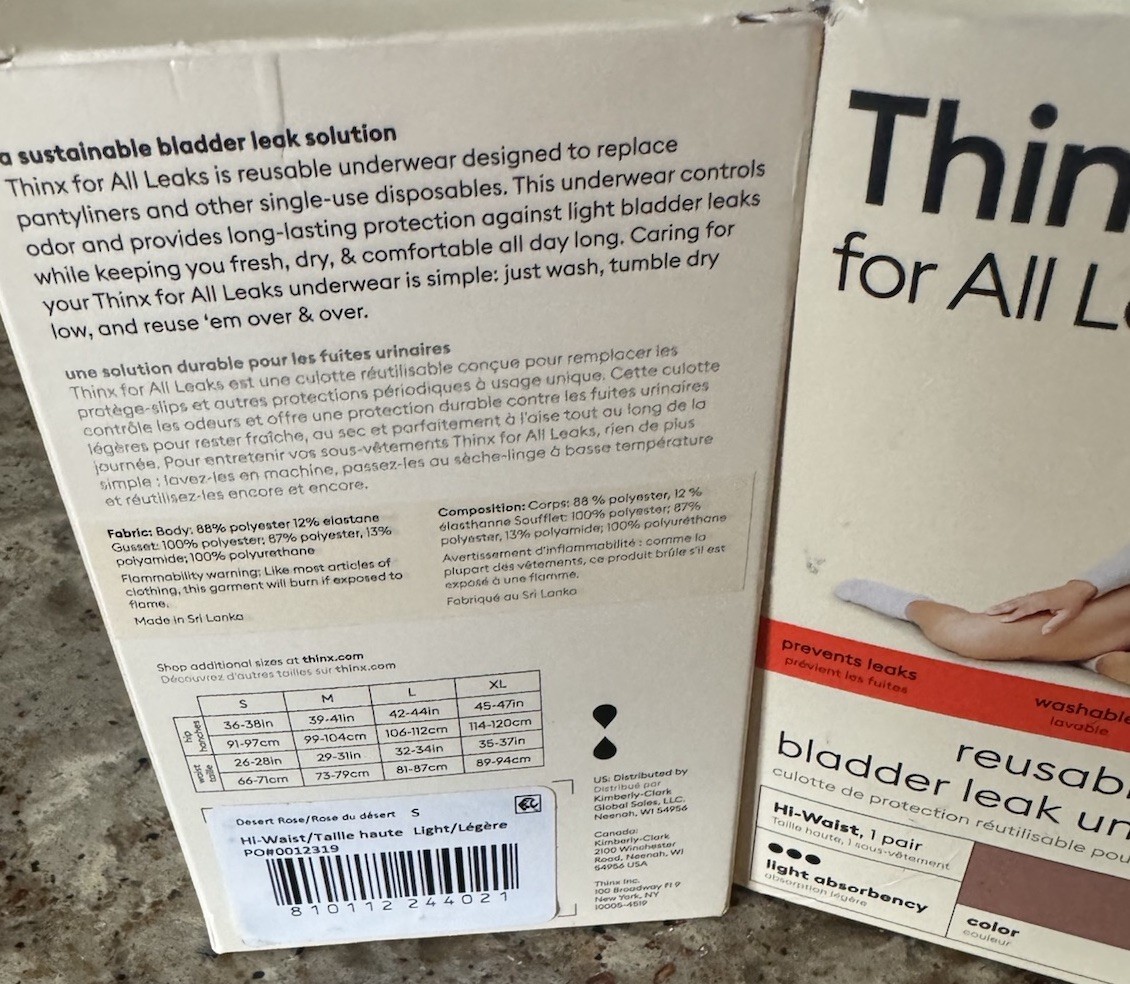 a sustainable bladder leak solution
Thinx for All Leaks is reusable underwear designed to replace
pantyliners and other single-use disposables. This underwear controls
odor and provides long-lasting protection against light bladder leaks
while keeping you fresh, dry, & comfortable all day long. Caring for
your Thinx for All Leaks underwear is simple: just wash, tumble dry
low, and reuse ‘em over & over.
une solution durable pour les fuites urinaires
Thinx for All Leaks est une culotte réutilisable conçue pour remplacer les
protège-slips et autres protections périodiques à usage unique. Cette culotte
contrôle les odeurs et offre une protection durable contre les fuites urinaires
légères pour rester fraîche, au sec et parfaitement à l'aise tout au long de la
journée. Pour entretenir vos sous-vêtements Thinx for All Leaks, rien de plus
simple : lavez-les en machine, passez-les au sèche-linge à basse température
et réutilisez-les encore et encore.
Fabric: Body: 88% polyester 12% elastane
Gusset: 100% polyester; 87% polyester, 13%
polyamide; 100% polyurethane
Flammability warning: Like most articles of
clothing, this garment will burn if exposed to
flame.
Made in Sri Lanka
Composition: Corps: 88 % polyester, 12 %
élasthanne Soufflet: 100% polyester; 87%
polyester, 13% polyamide; 100% polyuréthane
Avertissement d'inflammabilité : comme la
plupart des vêtements, ce produit brûle s'il est
exposé à une flamme.
Fabriqué au Sri Lanka
Shop additional sizes at thinx.com
Découvrez d'autres tailles sur thinx.com
S M L XL
hip
hanches
36-38in 39-41in 42-44in 45-47in
91-97cm 99-104cm 106-112cm 114-120cm
waist
taille
26-28in 29-31in 32-34in 35-37in
66-71cm 73-79cm 81-87cm 89-94cm
Desert Rose/Rose du désert S
Hi-Waist/Taille haute Light/Légère
PO#0012319
810112 244021
US: Distributed by
Distribué par
Kimberly-Clark
Global Sales, LLC.
Neenah, WI 54956
Canada:
Kimberly-Clark
2100 Winchester
Road, Neenah, WI
54956 USA
Thinx Inc.
100 Broadway Fl 9
New York, NY
10005-4519
Thin
for All Le
prevents leaks
prévient les fuites
washable
lavable
reusab
bladder leak un
culotte de protection réutilisable pou
Hi-Waist, 1 pair
Taille haute, 1 sous-vêtement
light absorbency
absorption légère
color
couleur